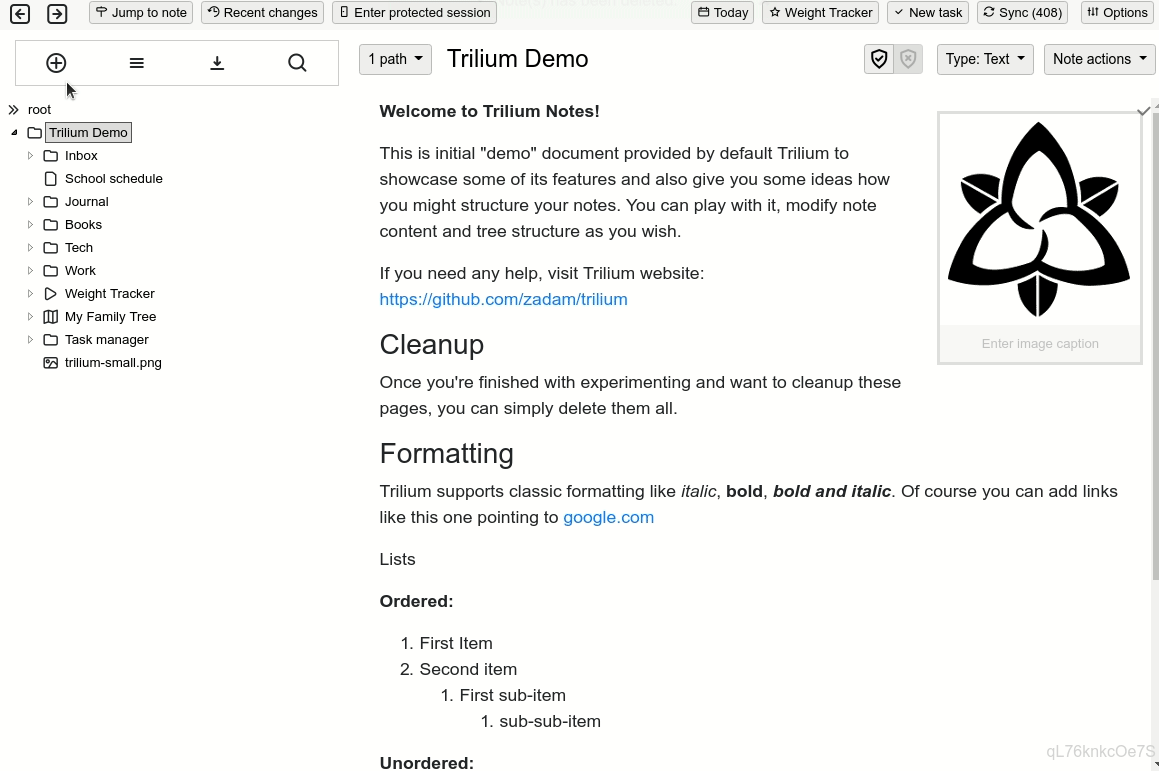 Jump to note Recent changes Enter protected session Today Weight Tracker New task Sync (408) Options
1 path Trilium Demo Type: Text Note actions
root
Trilium Demo
Inbox
School schedule
Journal
Books
Tech
Work
Weight Tracker
My Family Tree
Task manager
trilium-small.png
Welcome to Trilium Notes!
This is initial "demo" document provided by default Trilium to
showcase some of its features and also give you some ideas how
you might structure your notes. You can play with it, modify note
content and tree structure as you wish.
If you need any help, visit Trilium website:
https://github.com/zadam/trilium
Enter image caption
Cleanup
Once you're finished with experimenting and want to cleanup these
pages, you can simply delete them all.
Formatting
Trilium supports classic formatting like italic, bold, bold and italic. Of course you can add links
like this one pointing to google.com
Lists
Ordered:
1. First Item
2. Second item
1. First sub-item
1. sub-sub-item
Unordered:
qL76knkcOe7S